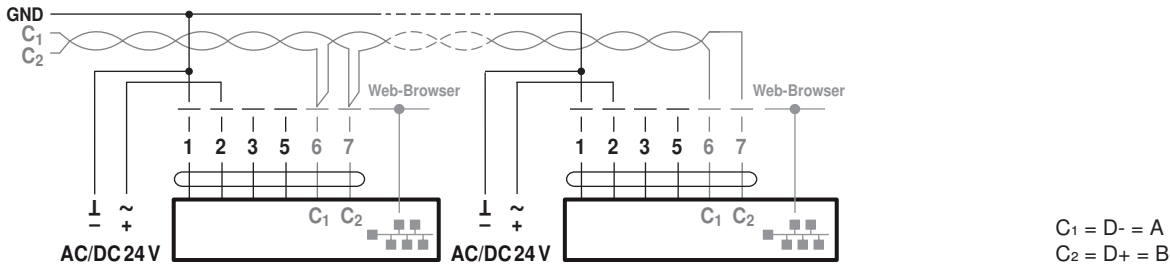 GND
C1
C2
Web-Browser Web-Browser
1 2 3 5 6 7 1 2 3 5 6 7
⊥ ~ C1 C2 ⊥ ~ C1 C2
– + – +
AC/DC 24 V AC/DC 24 V
C1 = D- = A
C2 = D+ = B